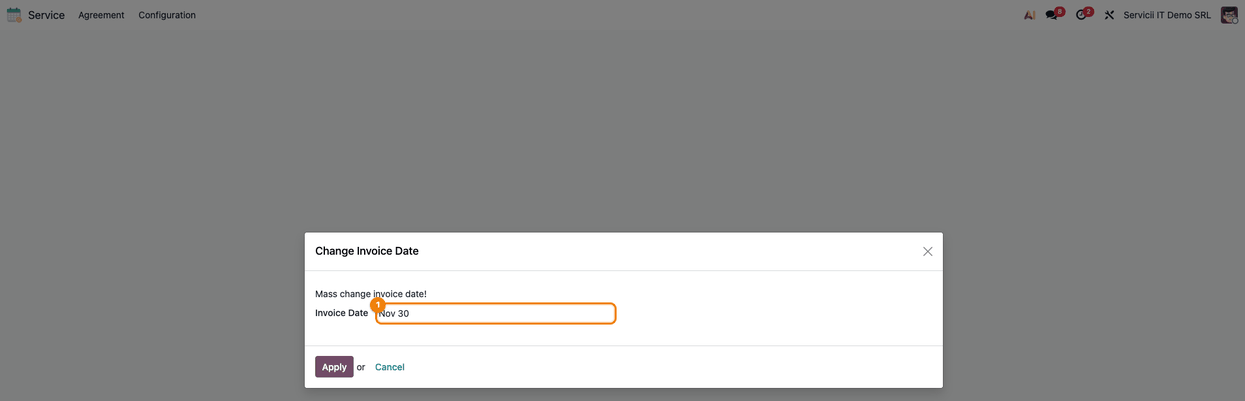 Service Agreement Configuration AI 8 2 Servicii IT Demo SRL
Change Invoice Date
Mass change invoice date!
1
Invoice Date Nov 30
Apply or Cancel